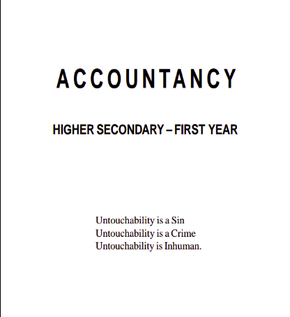 ACCOUNTANCY
HIGHER SECONDARY – FIRST YEAR
Untouchability is a Sin
Untouchability is a Crime
Untouchability is Inhuman.